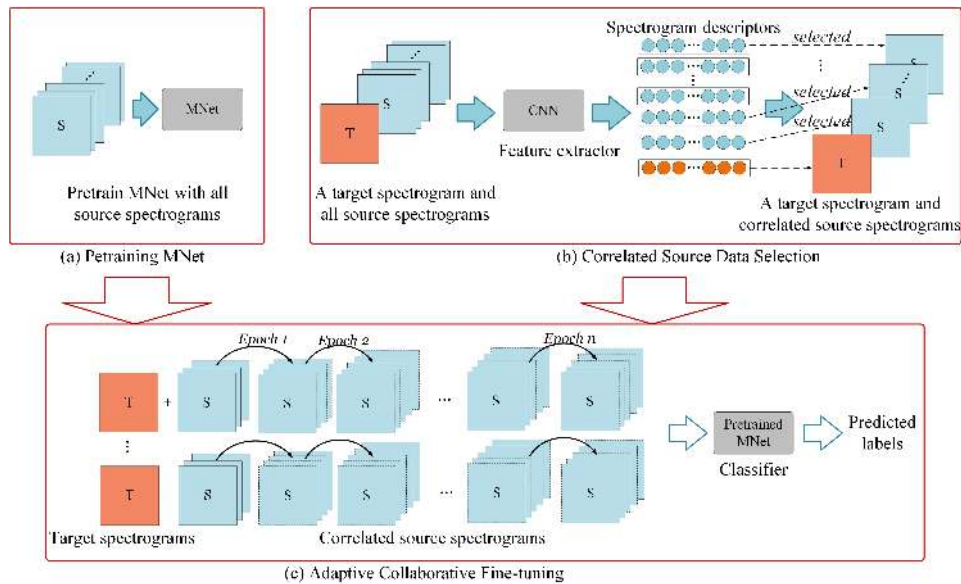 S
MNet
Pretrain MNet with all
source spectrograms
(a) Petraining MNet
Spectrogram descriptors
selected
S
T
CNN
Feature extractor
selected
selected
S
S
S
T
A target spectrogram and
all source spectrograms
A target spectrogram and
correlated source spectrograms
(b) Correlated Source Data Selection
Epoch 1 Epoch 2 Epoch n
T + S S S ... S S
Pretrained
MNet
Classifier
Predicted
labels
T S S S ... S S
Target spectrograms Correlated source spectrograms
(c) Adaptive Collaborative Fine-tuning